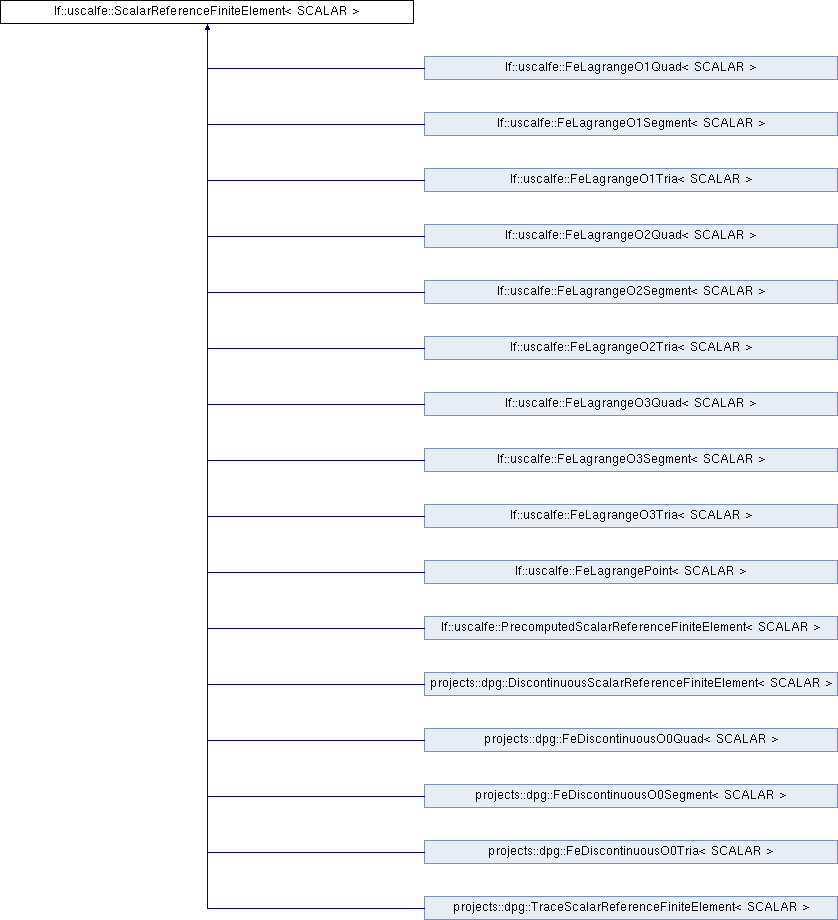 lf::uscalfe::ScalarReferenceFiniteElement< SCALAR >
lf::uscalfe::FeLagrangeO1Quad< SCALAR >
lf::uscalfe::FeLagrangeO1Segment< SCALAR >
lf::uscalfe::FeLagrangeO1Tria< SCALAR >
lf::uscalfe::FeLagrangeO2Quad< SCALAR >
lf::uscalfe::FeLagrangeO2Segment< SCALAR >
lf::uscalfe::FeLagrangeO2Tria< SCALAR >
lf::uscalfe::FeLagrangeO3Quad< SCALAR >
lf::uscalfe::FeLagrangeO3Segment< SCALAR >
lf::uscalfe::FeLagrangeO3Tria< SCALAR >
lf::uscalfe::FeLagrangePoint< SCALAR >
lf::uscalfe::PrecomputedScalarReferenceFiniteElement< SCALAR >
projects::dpg::DiscontinuousScalarReferenceFiniteElement< SCALAR >
projects::dpg::FeDiscontinuousO0Quad< SCALAR >
projects::dpg::FeDiscontinuousO0Segment< SCALAR >
projects::dpg::FeDiscontinuousO0Tria< SCALAR >
projects::dpg::TraceScalarReferenceFiniteElement< SCALAR >